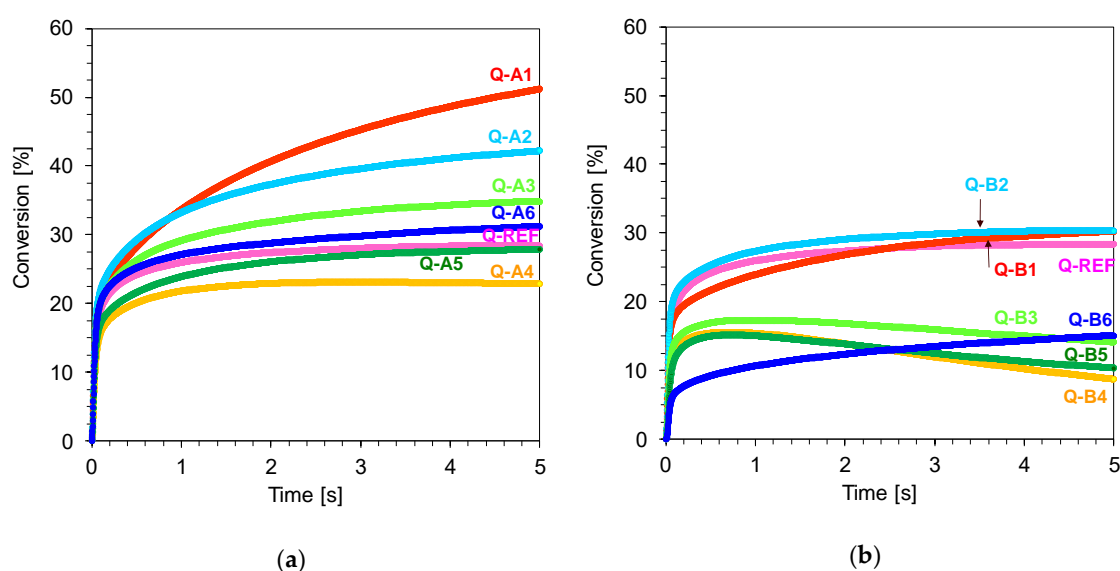 60
50
40
30
20
10
0
Conversion [%]
Q-A1
Q-A2
Q-A3
Q-A6
Q-REF
Q-A5
Q-A4
0 1 2 3 4 5
Time [s]
(a)
60
50
40
30
20
10
0
Conversion [%]
Q-B2
Q-B1
Q-REF
Q-B3
Q-B6
Q-B5
Q-B4
0 1 2 3 4 5
Time [s]
(b)